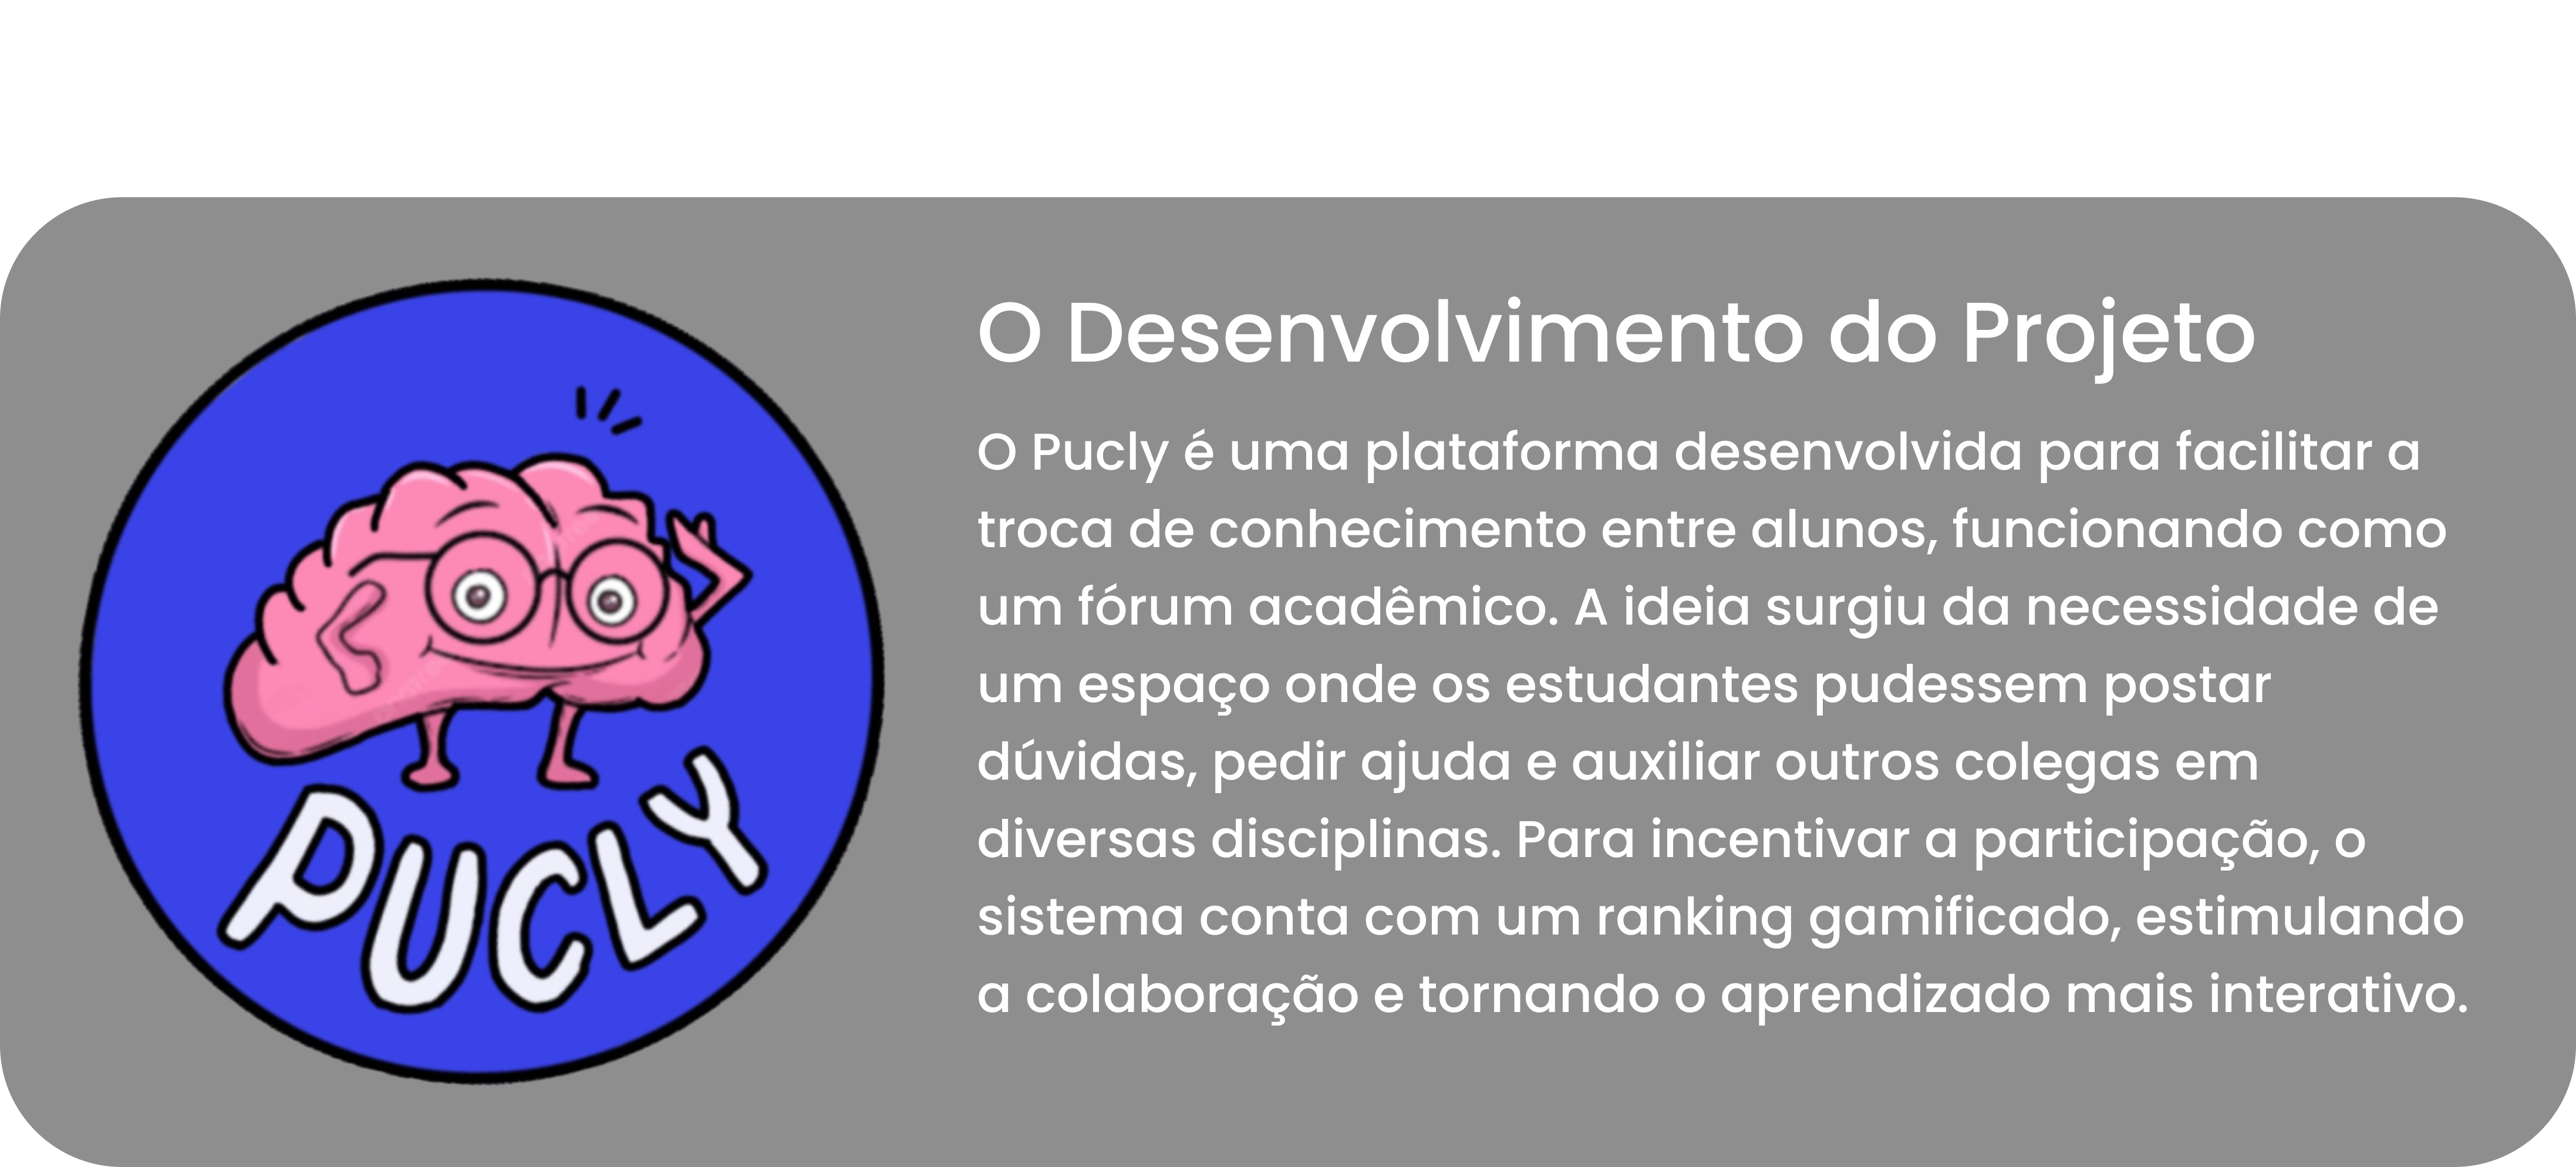 O Desenvolvimento do Projeto
O Pucly é uma plataforma desenvolvida para facilitar a
troca de conhecimento entre alunos, funcionando como
um fórum acadêmico. A ideia surgiu da necessidade de
um espaço onde os estudantes pudessem postar
dúvidas, pedir ajuda e auxiliar outros colegas em
diversas disciplinas. Para incentivar a participação, o
sistema conta com um ranking gamificado, estimulando
a colaboração e tornando o aprendizado mais interativo.
PUCLY